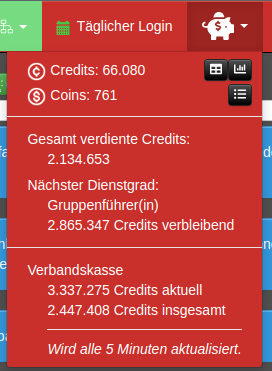 Täglicher Login
Credits: 66.080
Coins: 761
Gesamt verdiente Credits:
2.134.653
Nächster Dienstgrad:
Gruppenführer(in)
2.865.347 Credits verbleibend
Verbandskasse
3.337.275 Credits aktuell
2.447.408 Credits insgesamt
Wird alle 5 Minuten aktualisiert.